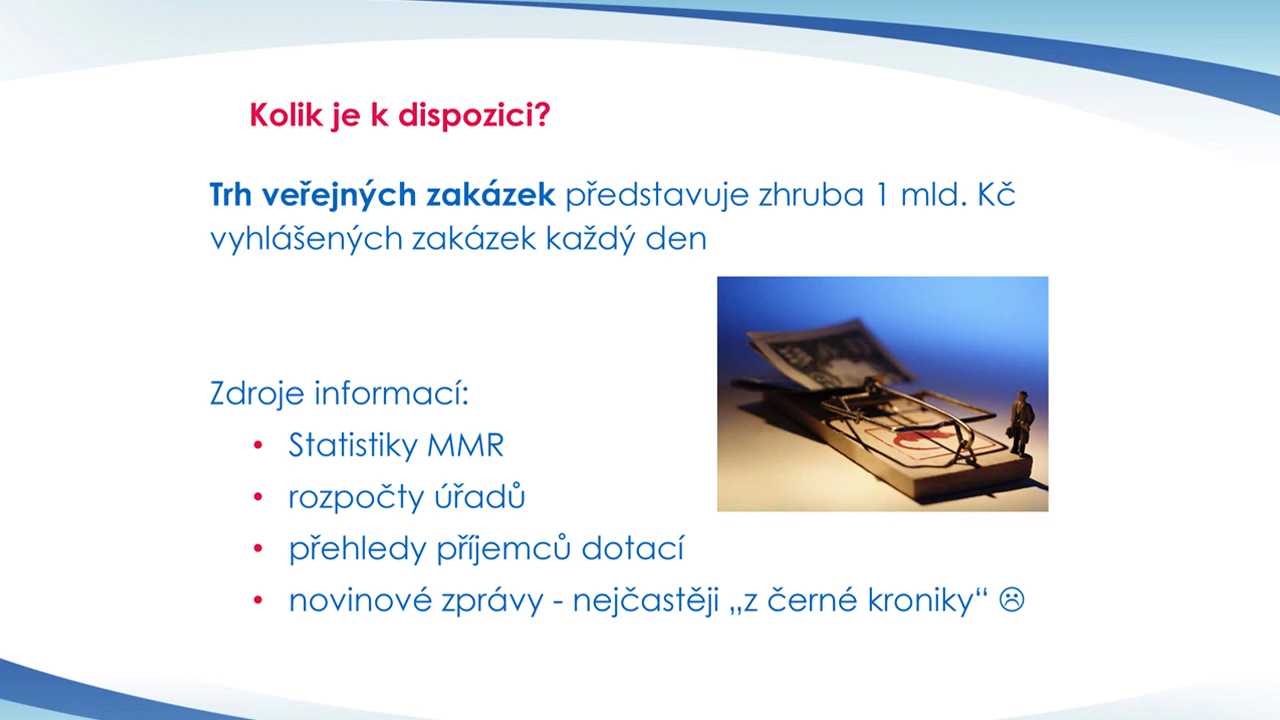 Kolik je k dispozici?
Trh veřejných zakázek představuje zhruba 1 mld. Kč
vyhlášených zakázek každý den
Zdroje informací:
• Statistiky MMR
• rozpočty úřadů
• přehledy příjemců dotací
• novinové zprávy - nejčastěji „z černé kroniky“ ☹